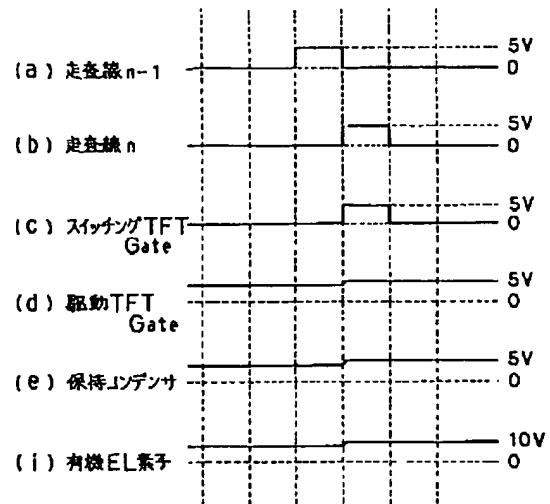 (a) 走査線 n-1
5V
0
(b) 走査線 n
5V
0
(c) スイッチングTFT
Gate
5V
0
(d) 駆動TFT
Gate
5V
0
(e) 保持コンデンサ
5V
0
(i) 有機EL素子
10V
0